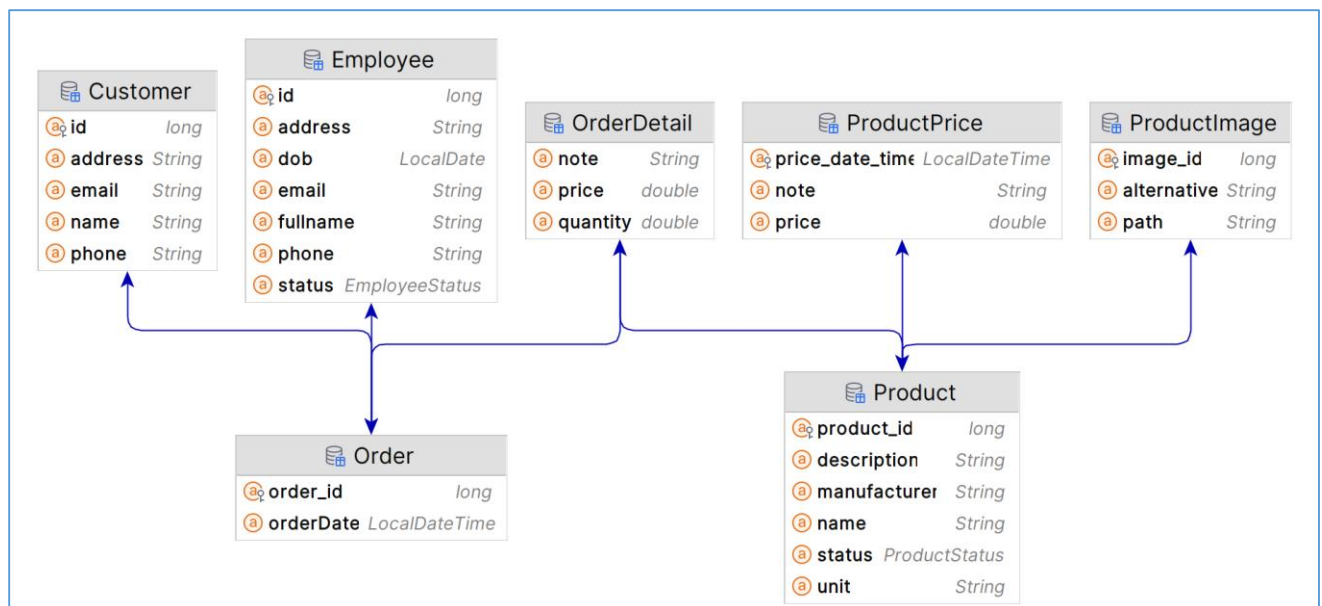 Customer
id long
address String
email String
name String
phone String
Employee
id long
address String
dob LocalDate
email String
fullname String
phone String
status EmployeeStatus
OrderDetail
note String
price double
quantity double
ProductPrice
price_date_time LocalDateTime
note String
price double
ProductImage
image_id long
alternative String
path String
Order
order_id long
orderDate LocalDateTime
Product
product_id long
description String
manufacturer String
name String
status ProductStatus
unit String